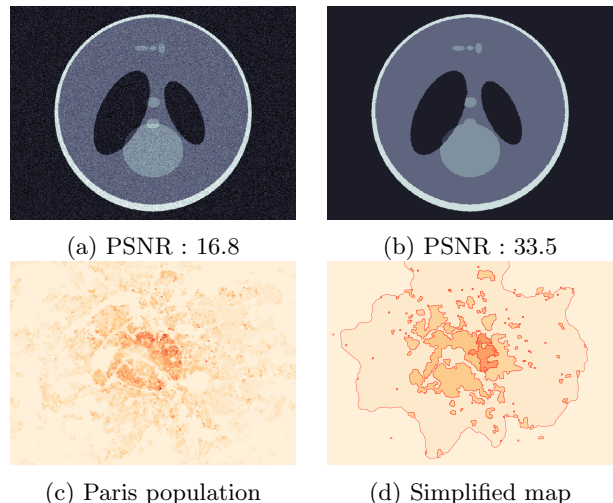 (a) PSNR : 16.8
(b) PSNR : 33.5
(c) Paris population
(d) Simplified map